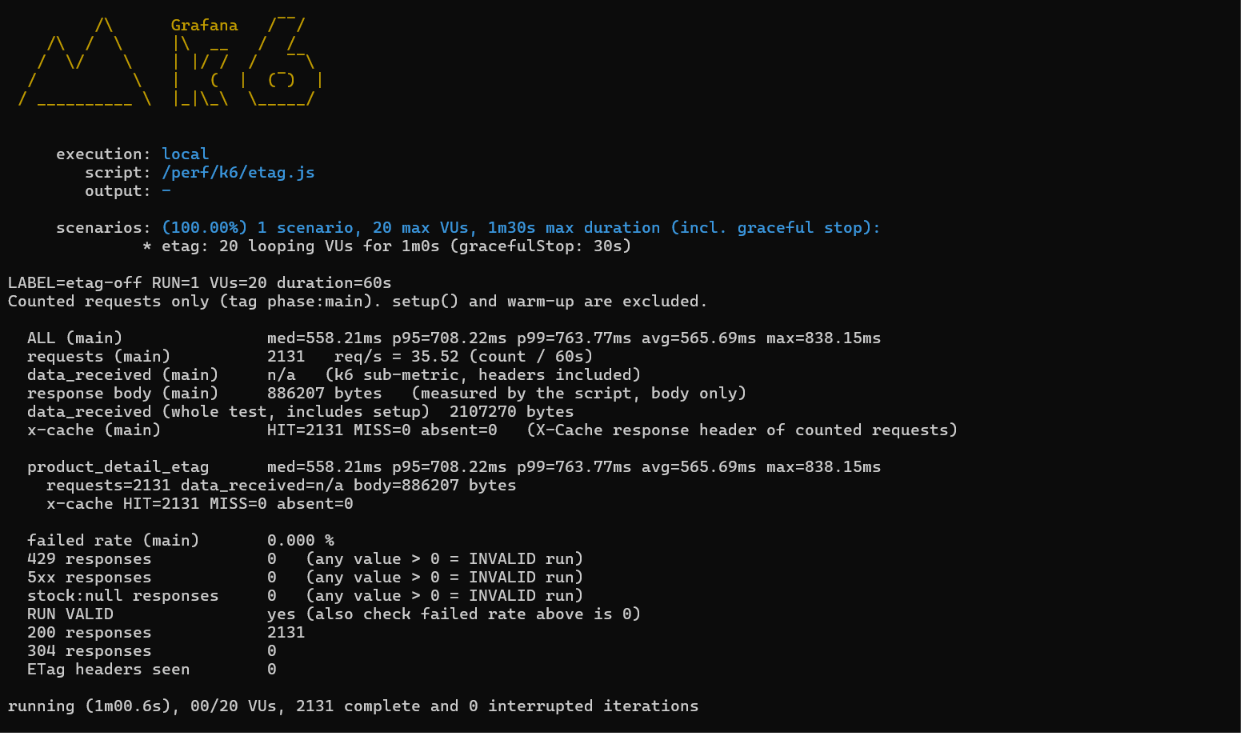 Grafana
k6
execution: local
script: /perf/k6/etag.js
output: -
scenarios: (100.00%) 1 scenario, 20 max VUs, 1m30s max duration (incl. graceful stop):
* etag: 20 looping VUs for 1m0s (gracefulStop: 30s)
LABEL=etag-off RUN=1 VUs=20 duration=60s
Counted requests only (tag phase:main). setup() and warm-up are excluded.
ALL (main) med=558.21ms p95=708.22ms p99=763.77ms avg=565.69ms max=838.15ms
requests (main) 2131 req/s = 35.52 (count / 60s)
data_received (main) n/a (k6 sub-metric, headers included)
response body (main) 886207 bytes (measured by the script, body only)
data_received (whole test, includes setup) 2107270 bytes
x-cache (main) HIT=2131 MISS=0 absent=0 (X-Cache response header of counted requests)
product_detail_etag med=558.21ms p95=708.22ms p99=763.77ms avg=565.69ms max=838.15ms
requests=2131 data_received=n/a body=886207 bytes
x-cache HIT=2131 MISS=0 absent=0
failed rate (main) 0.000 %
429 responses 0 (any value > 0 = INVALID run)
5xx responses 0 (any value > 0 = INVALID run)
stock:null responses 0 (any value > 0 = INVALID run)
RUN VALID yes (also check failed rate above is 0)
200 responses 2131
304 responses 0
ETag headers seen 0
running (1m00.6s), 00/20 VUs, 2131 complete and 0 interrupted iterations